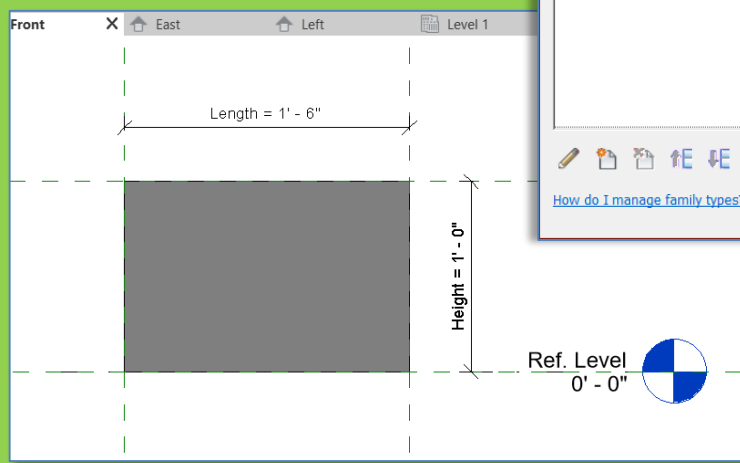 Front
East
Left
Level 1
Length = 1' - 6"
How do I manage family types?
Height = 1' - 0"
Ref. Level
0' - 0"